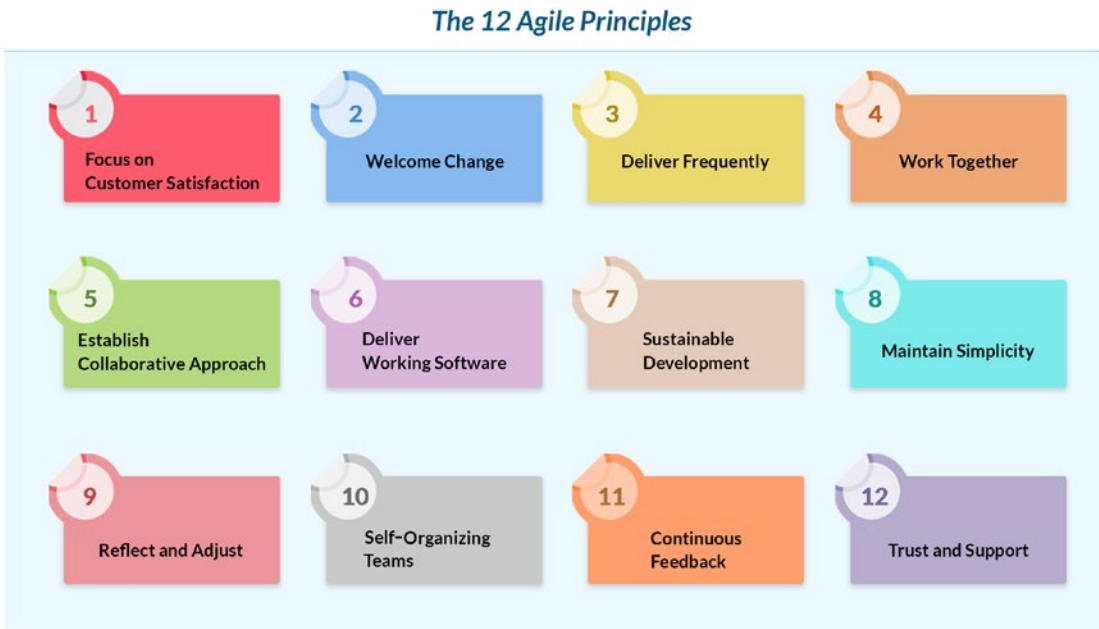 The 12 Agile Principles
1
Focus on
Customer Satisfaction
2
Welcome Change
3
Deliver Frequently
4
Work Together
5
Establish
Collaborative Approach
6
Deliver
Working Software
7
Sustainable
Development
8
Maintain Simplicity
9
Reflect and Adjust
10
Self-Organizing
Teams
11
Continuous
Feedback
12
Trust and Support